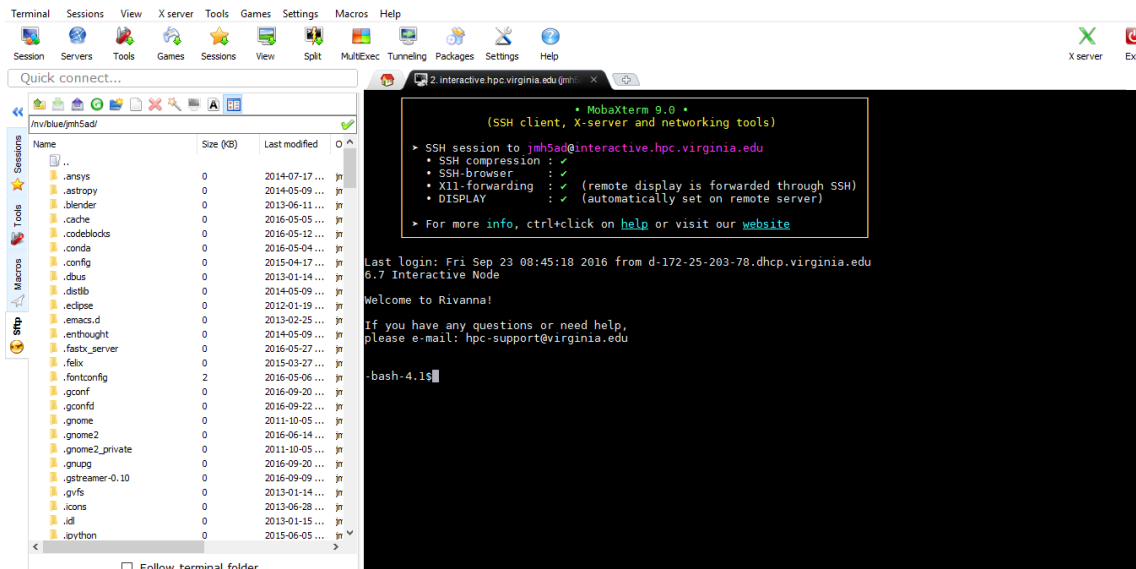 Terminal Sessions View X server Tools Games Settings Macros Help
Session Servers Tools Games Sessions View Split MultiExec Tunneling Packages Settings Help X server
Quick connect...
2. interactive.hpc.virginia.edu (jmh5
/nv/blue/jmh5ad/
Name Size (KB) Last modified
..
.ansys 0 2014-07-17 ...
.astropy 0 2014-05-09 ...
.blender 0 2013-06-11 ...
.cache 0 2016-05-05 ...
.codeblocks 0 2016-05-12 ...
.conda 0 2016-05-04 ...
.config 0 2015-04-17 ...
.dbus 0 2013-01-14 ...
.distlib 0 2014-05-09 ...
.eclipse 0 2012-01-19 ...
.emacs.d 0 2013-02-25 ...
.enthought 0 2014-05-09 ...
.fastx_server 0 2016-05-27 ...
.felix 0 2015-03-27 ...
.fontconfig 2 2016-05-06 ...
.gconf 0 2016-09-20 ...
.gconfd 0 2016-09-22 ...
.gnome 0 2011-10-05 ...
.gnome2 0 2016-06-14 ...
.gnome2_private 0 2011-10-05 ...
.gnupg 0 2016-09-20 ...
.gstreamer-0.10 0 2016-09-09 ...
.gvfs 0 2013-01-14 ...
.icons 0 2013-06-28 ...
.idl 0 2013-01-15 ...
.ipython 0 2015-06-05 ...
Follow terminal folder
Sessions
Tools
Macros
Sftp
• MobaXterm 9.0 •
(SSH client, X-server and networking tools)
➤ SSH session to jmh5ad@interactive.hpc.virginia.edu
• SSH compression : ✔
• SSH-browser : ✔
• X11-forwarding : ✔ (remote display is forwarded through SSH)
• DISPLAY : ✔ (automatically set on remote server)
➤ For more info, ctrl+click on help or visit our website
Last login: Fri Sep 23 08:45:18 2016 from d-172-25-203-78.dhcp.virginia.edu
6.7 Interactive Node
Welcome to Rivanna!
If you have any questions or need help,
please e-mail: hpc-support@virginia.edu
-bash-4.1$